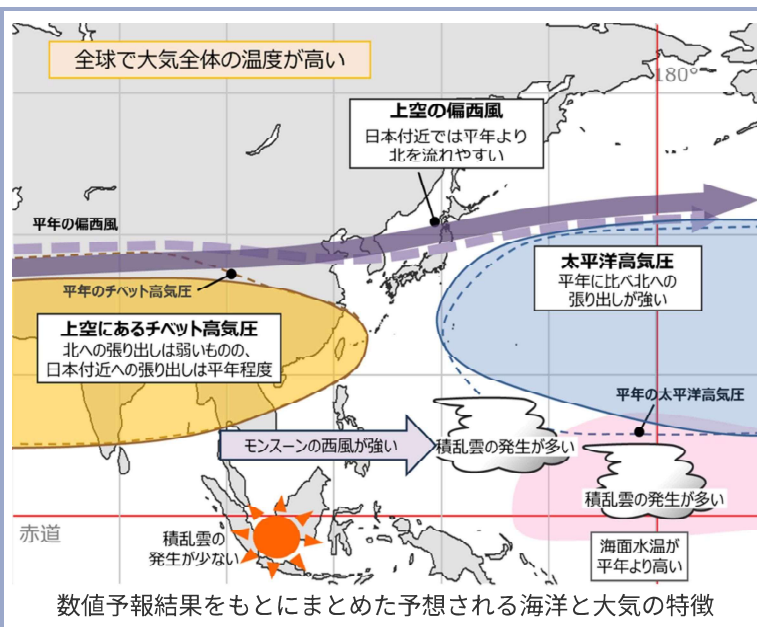 全球で大気全体の温度が高い
180°
上空の偏西風
日本付近では平年より
北を流れやすい
平年の偏西風
太平洋高気圧
平年に比べ北への
張り出しが強い
平年のチベット高気圧
上空にあるチベット高気圧
北への張り出しは弱いものの、
日本付近への張り出しは平年程度
平年の太平洋高気圧
モンスーンの西風が強い
積乱雲の発生が多い
積乱雲の発生が多い
赤道
積乱雲の
発生が少ない
海面水温が
平年より高い
数値予報結果をもとにまとめた予想される海洋と大気の特徴